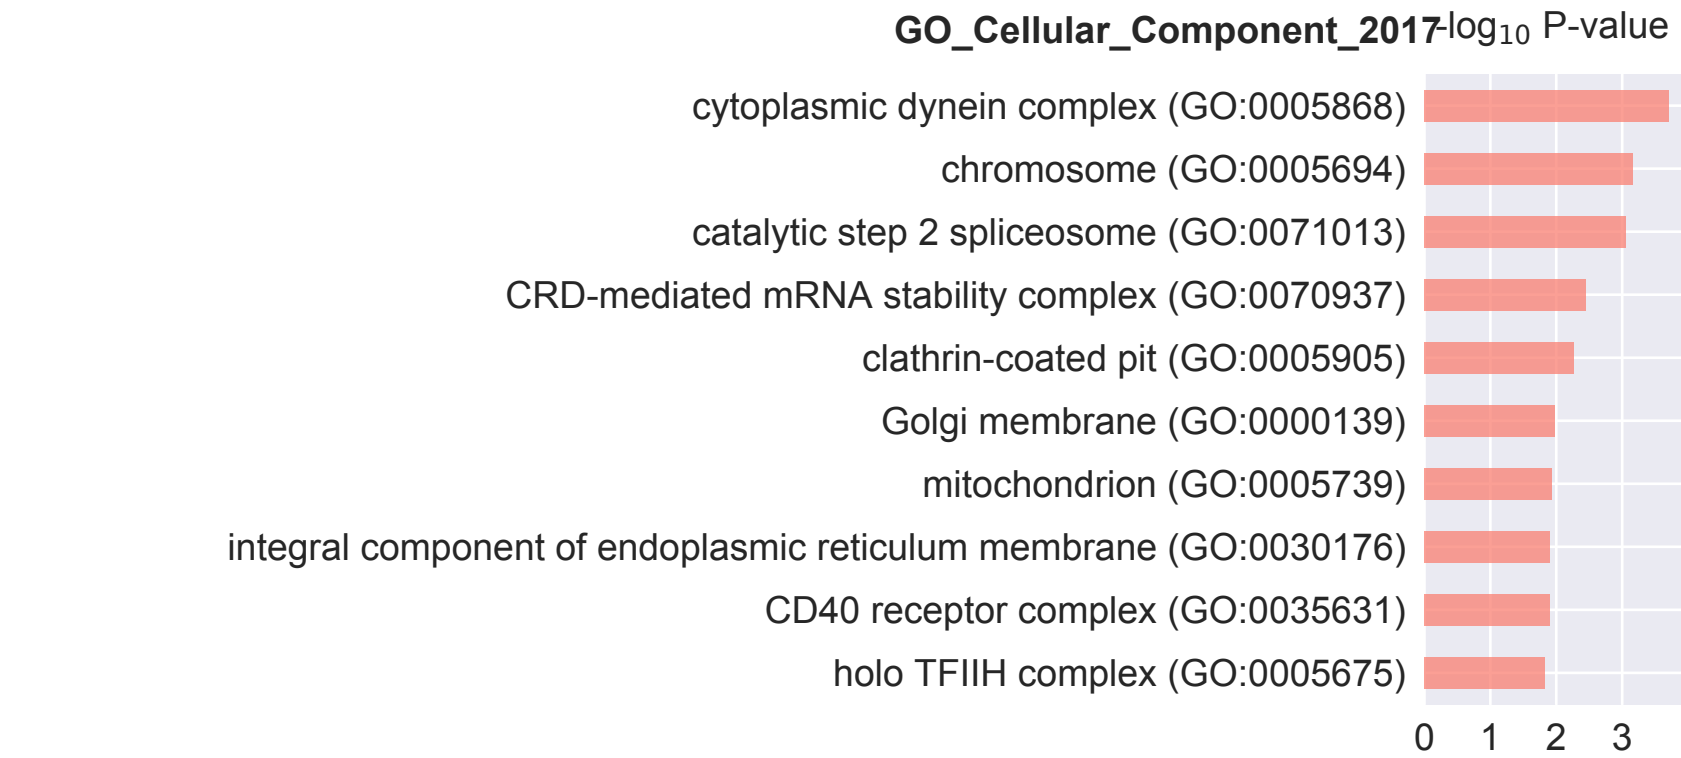 GO_Cellular_Component_2017
-log10 P-value
cytoplasmic dynein complex (GO:0005868)
chromosome (GO:0005694)
catalytic step 2 spliceosome (GO:0071013)
CRD-mediated mRNA stability complex (GO:0070937)
clathrin-coated pit (GO:0005905)
Golgi membrane (GO:0000139)
mitochondrion (GO:0005739)
integral component of endoplasmic reticulum membrane (GO:0030176)
CD40 receptor complex (GO:0035631)
holo TFIIH complex (GO:0005675)
0 1 2 3